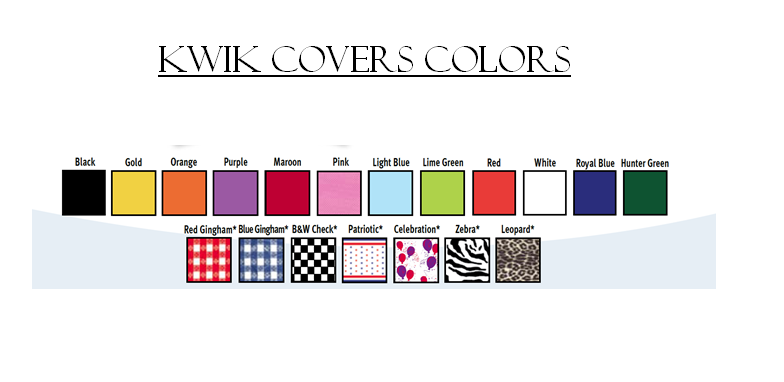 KWIK COVERS COLORS
Black Gold Orange Purple Maroon Pink Light Blue Lime Green Red White Royal Blue Hunter Green
Red Gingham* Blue Gingham* B&W Check* Patriotic* Celebration* Zebra* Leopard*